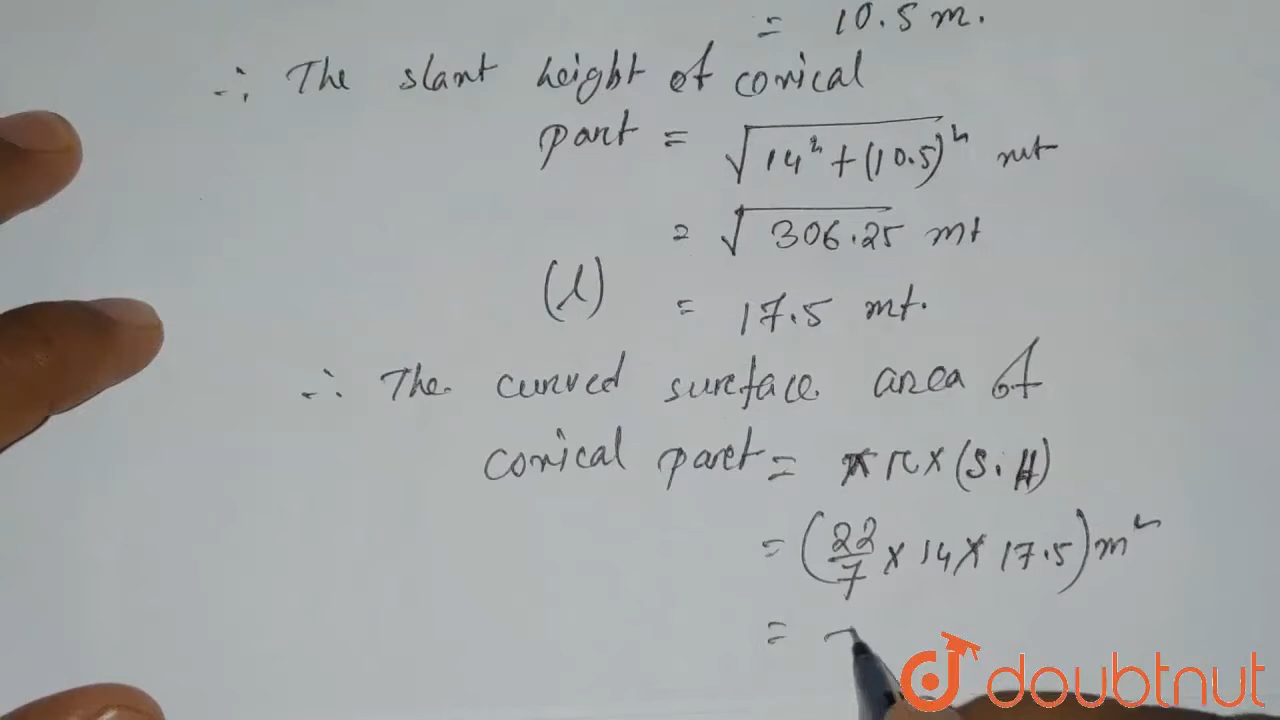 = 10.5 m.
∴ The slant height of conical
part = √14² + (10.5)² mt
= √306.25 mt
(l) = 17.5 mt.
∴ The curved surface area of
conical part = πr × (S.H)
= (22/7 × 14 × 17.5) m²
=
doubtnut